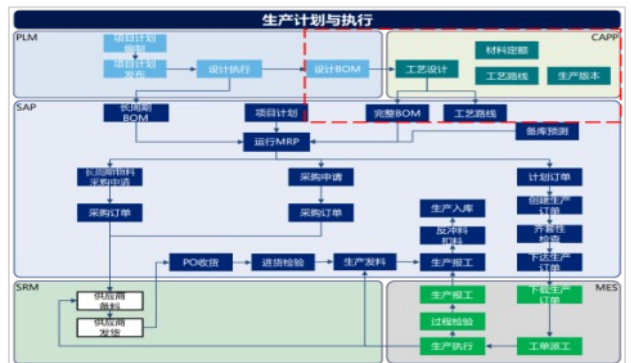 生产计划与执行
PLM
CAPP
项目计划
编制
项目计划
发布
设计执行
设计BOM
工艺设计
材料定额
工艺路线
生产版本
SAP
长周期
BOM
项目计划
完整BOM
工艺路线
备库预测
运行MRP
长周期物料
采购申请
采购申请
计划订单
采购订单
采购订单
生产入库
创建生产
订单
反冲料
扣料
齐套性
检查
PO收货
进货检验
生产发料
生产报工
下达生产
订单
SRM
MES
供应商
备料
供应商
发货
生产报工
过程检验
生产执行
下载生产
订单
工单派工